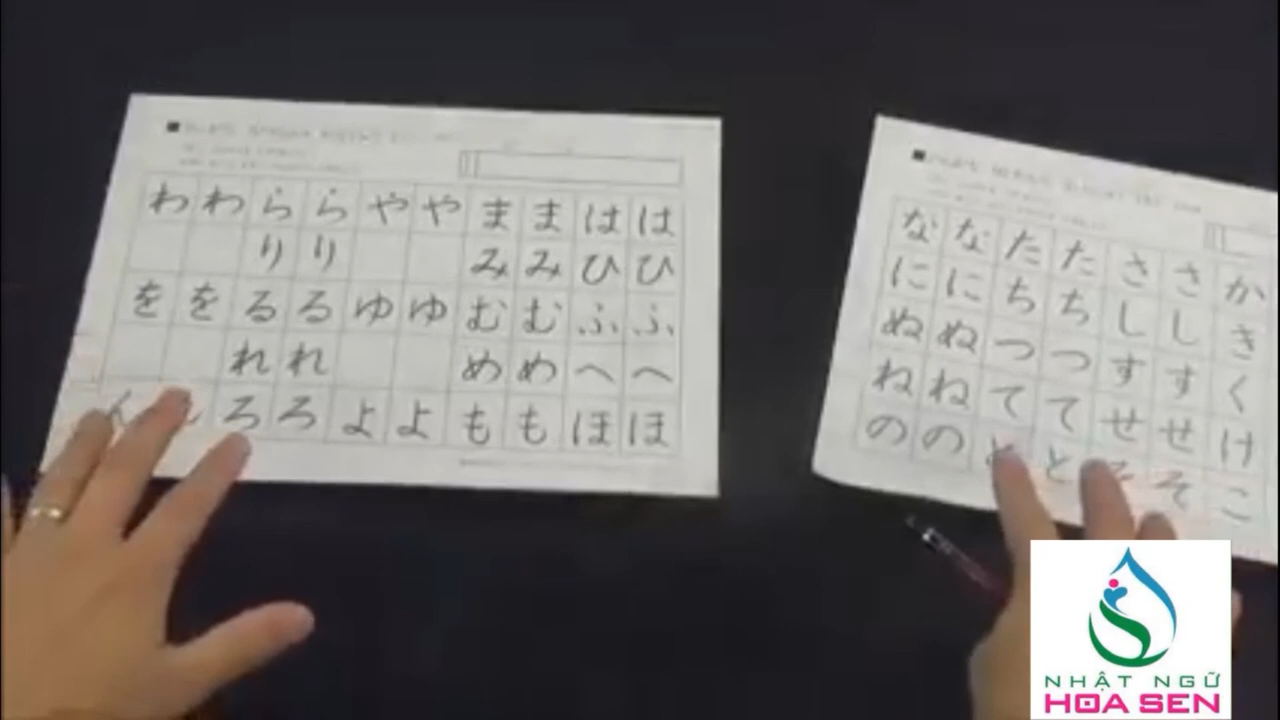 わ わ ら ら や や ま ま は は
り り み み ひ ひ
を を る る ゆ ゆ む む ふ ふ
れ れ め め へ へ
ろ ろ よ よ も も ほ ほ
な な た た さ さ か
に に ち ち し し き
ぬ ぬ つ つ す す く
ね ね て て せ せ け
の の と と そ そ こ
NHẬT NGỮ
HOA SEN